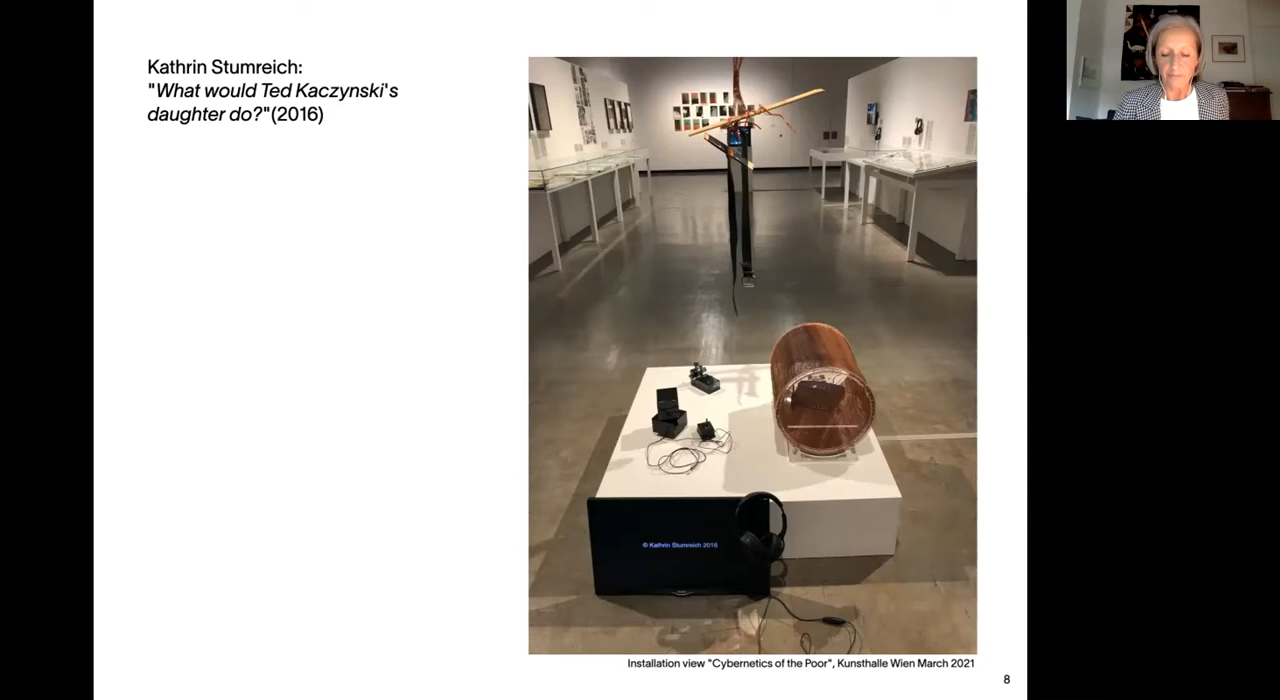 Kathrin Stumreich:
"What would Ted Kaczynski's
daughter do?"(2016)
© Kathrin Stumreich 2016
Installation view "Cybernetics of the Poor", Kunsthalle Wien March 2021
8